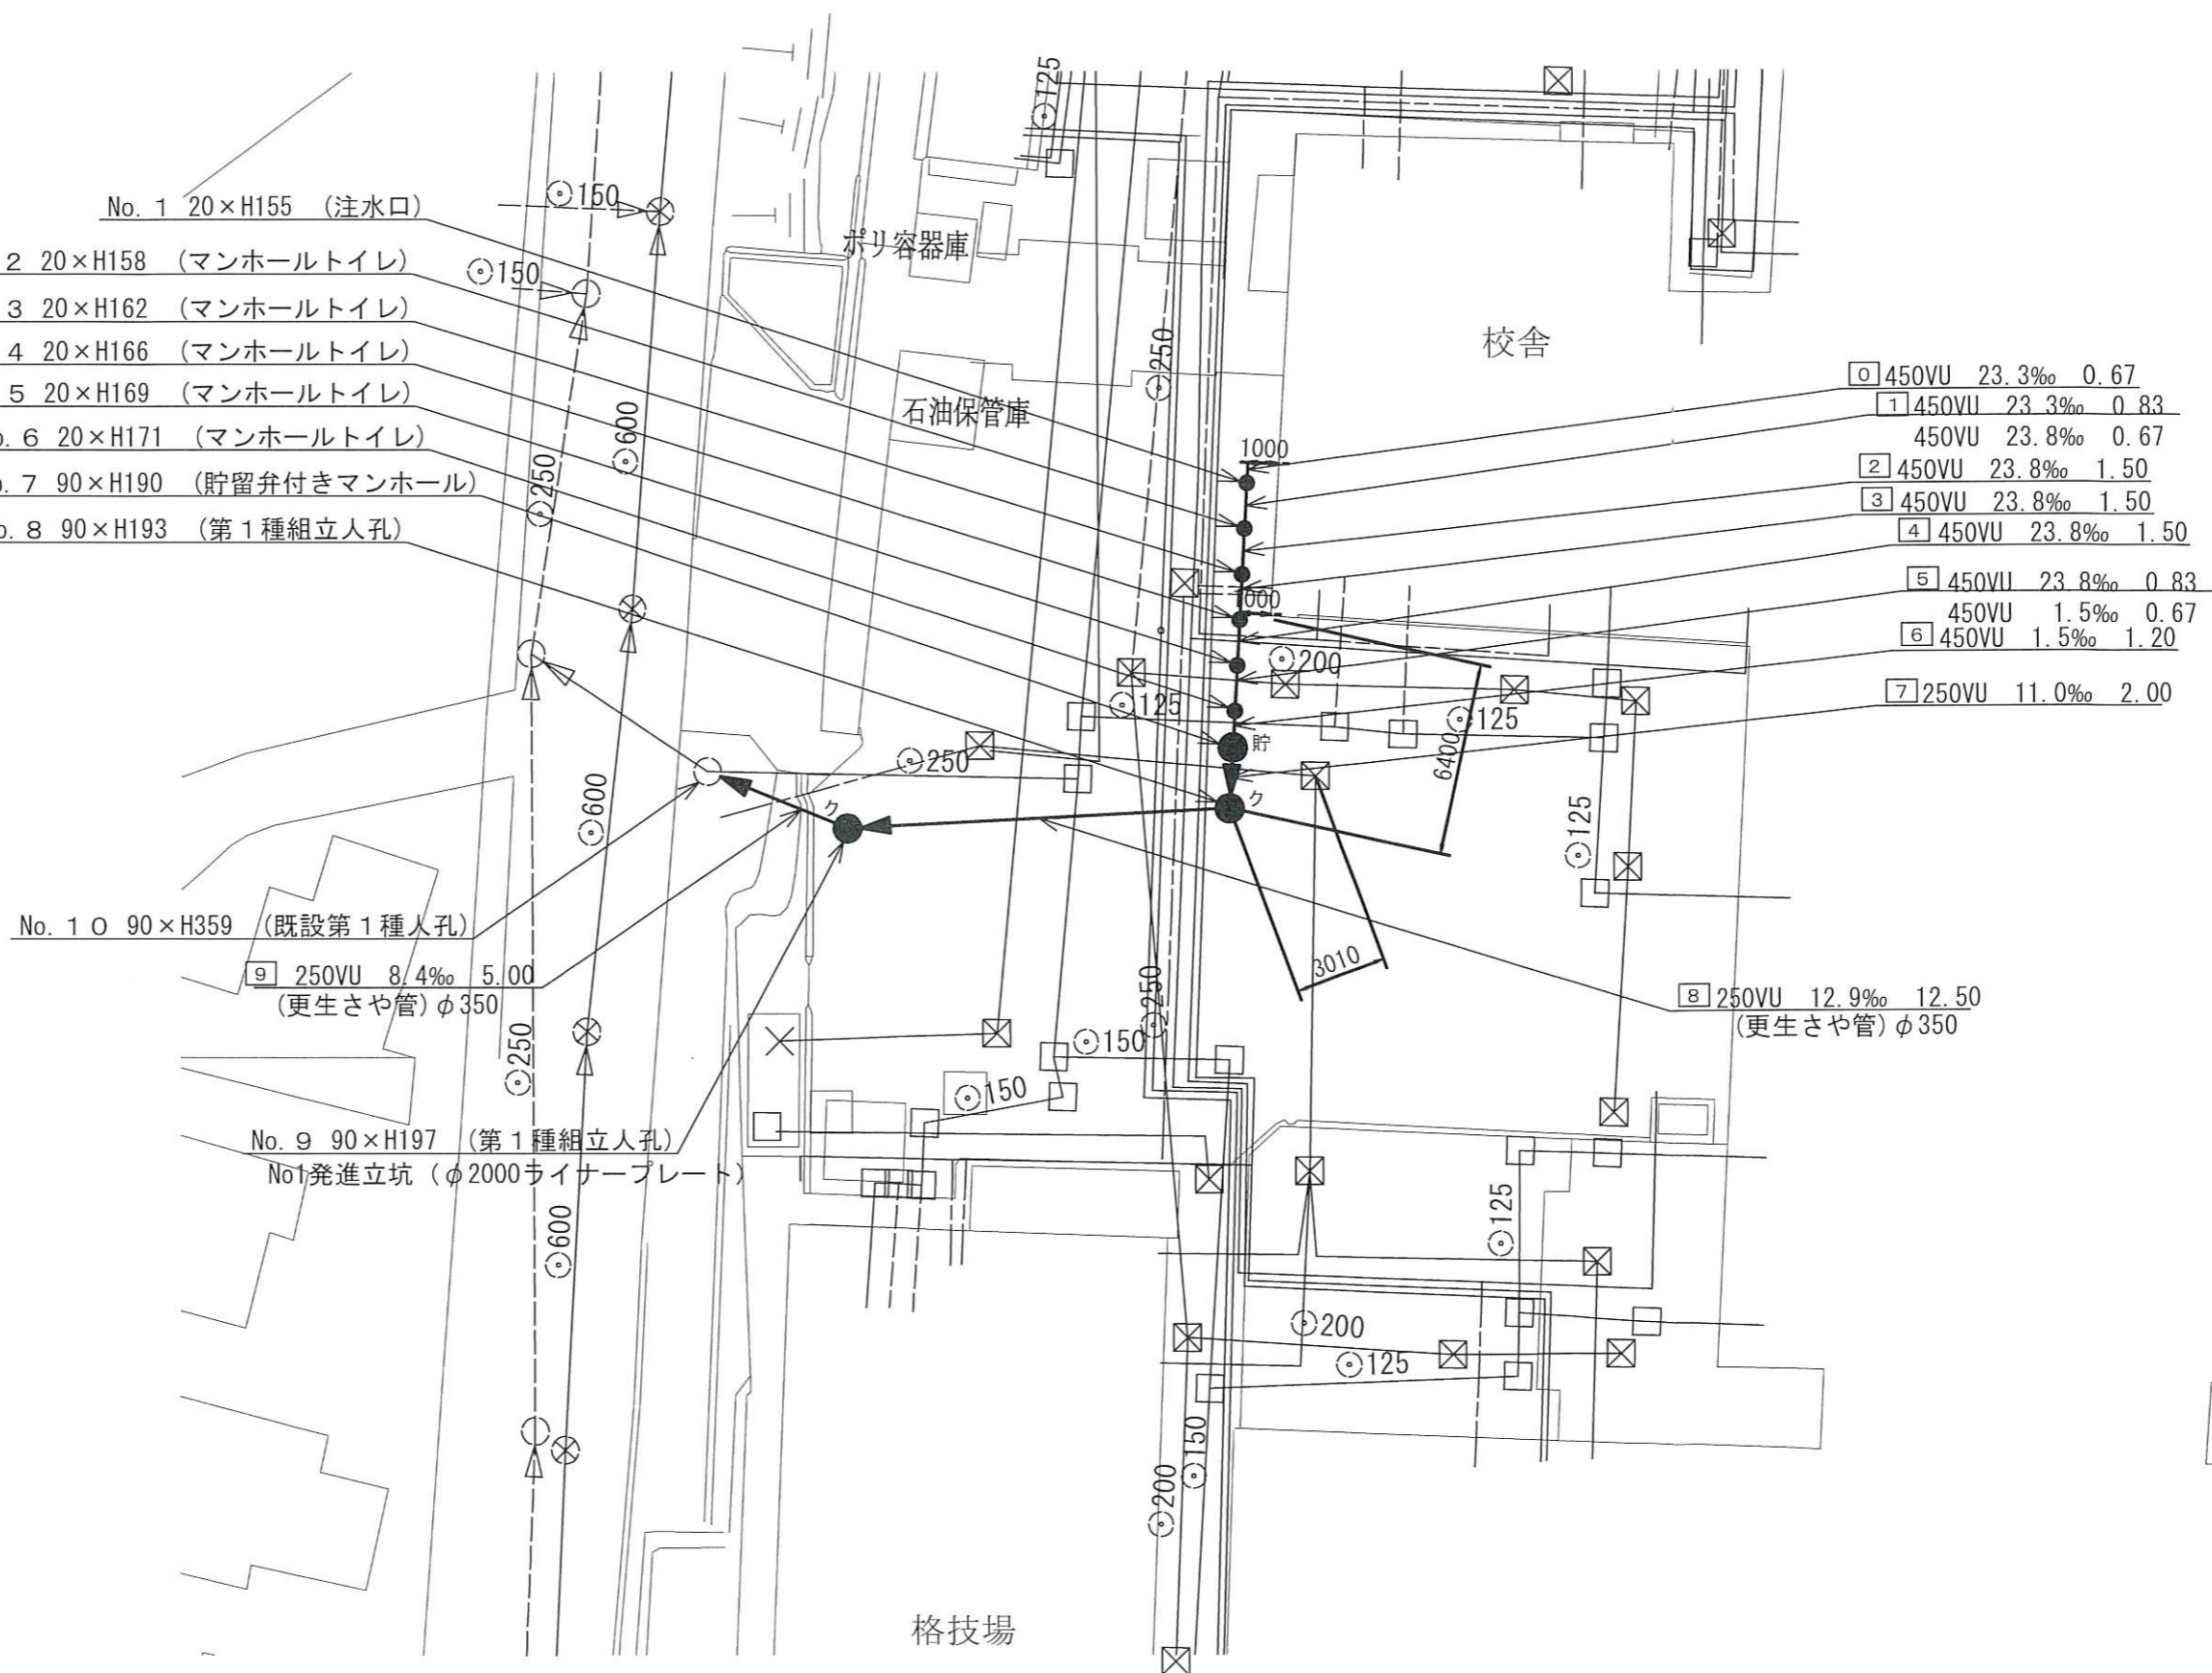 No. 1 20×H155 (注水口)
2 20×H158 (マンホールトイレ)
3 20×H162 (マンホールトイレ)
4 20×H166 (マンホールトイレ)
5 20×H169 (マンホールトイレ)
o. 6 20×H171 (マンホールトイレ)
o. 7 90×H190 (貯留弁付きマンホール)
o. 8 90×H193 (第1種組立人孔)
No. 10 90×H359 (既設第1種人孔)
9 250VU 8.4‰ 5.00
(更生さや管)φ350
No. 9 90×H197 (第1種組立人孔)
No1発進立坑(φ2000ライナープレート)
150
150
600
250
600
250
600
125
ポリ容器庫
石油保管庫
250
校舎
1000
1000
0 450VU 23.3‰ 0.67
1 450VU 23.3‰ 0.83
450VU 23.8‰ 0.67
2 450VU 23.8‰ 1.50
3 450VU 23.8‰ 1.50
4 450VU 23.8‰ 1.50
5 450VU 23.8‰ 0.83
450VU 1.5‰ 0.67
6 450VU 1.5‰ 1.20
7 250VU 11.0‰ 2.00
8 250VU 12.9‰ 12.50
(更生さや管)φ350
200
125
125
6400
貯
ク
ク
250
125
3010
250
150
150
125
200
125
150
200
格技場